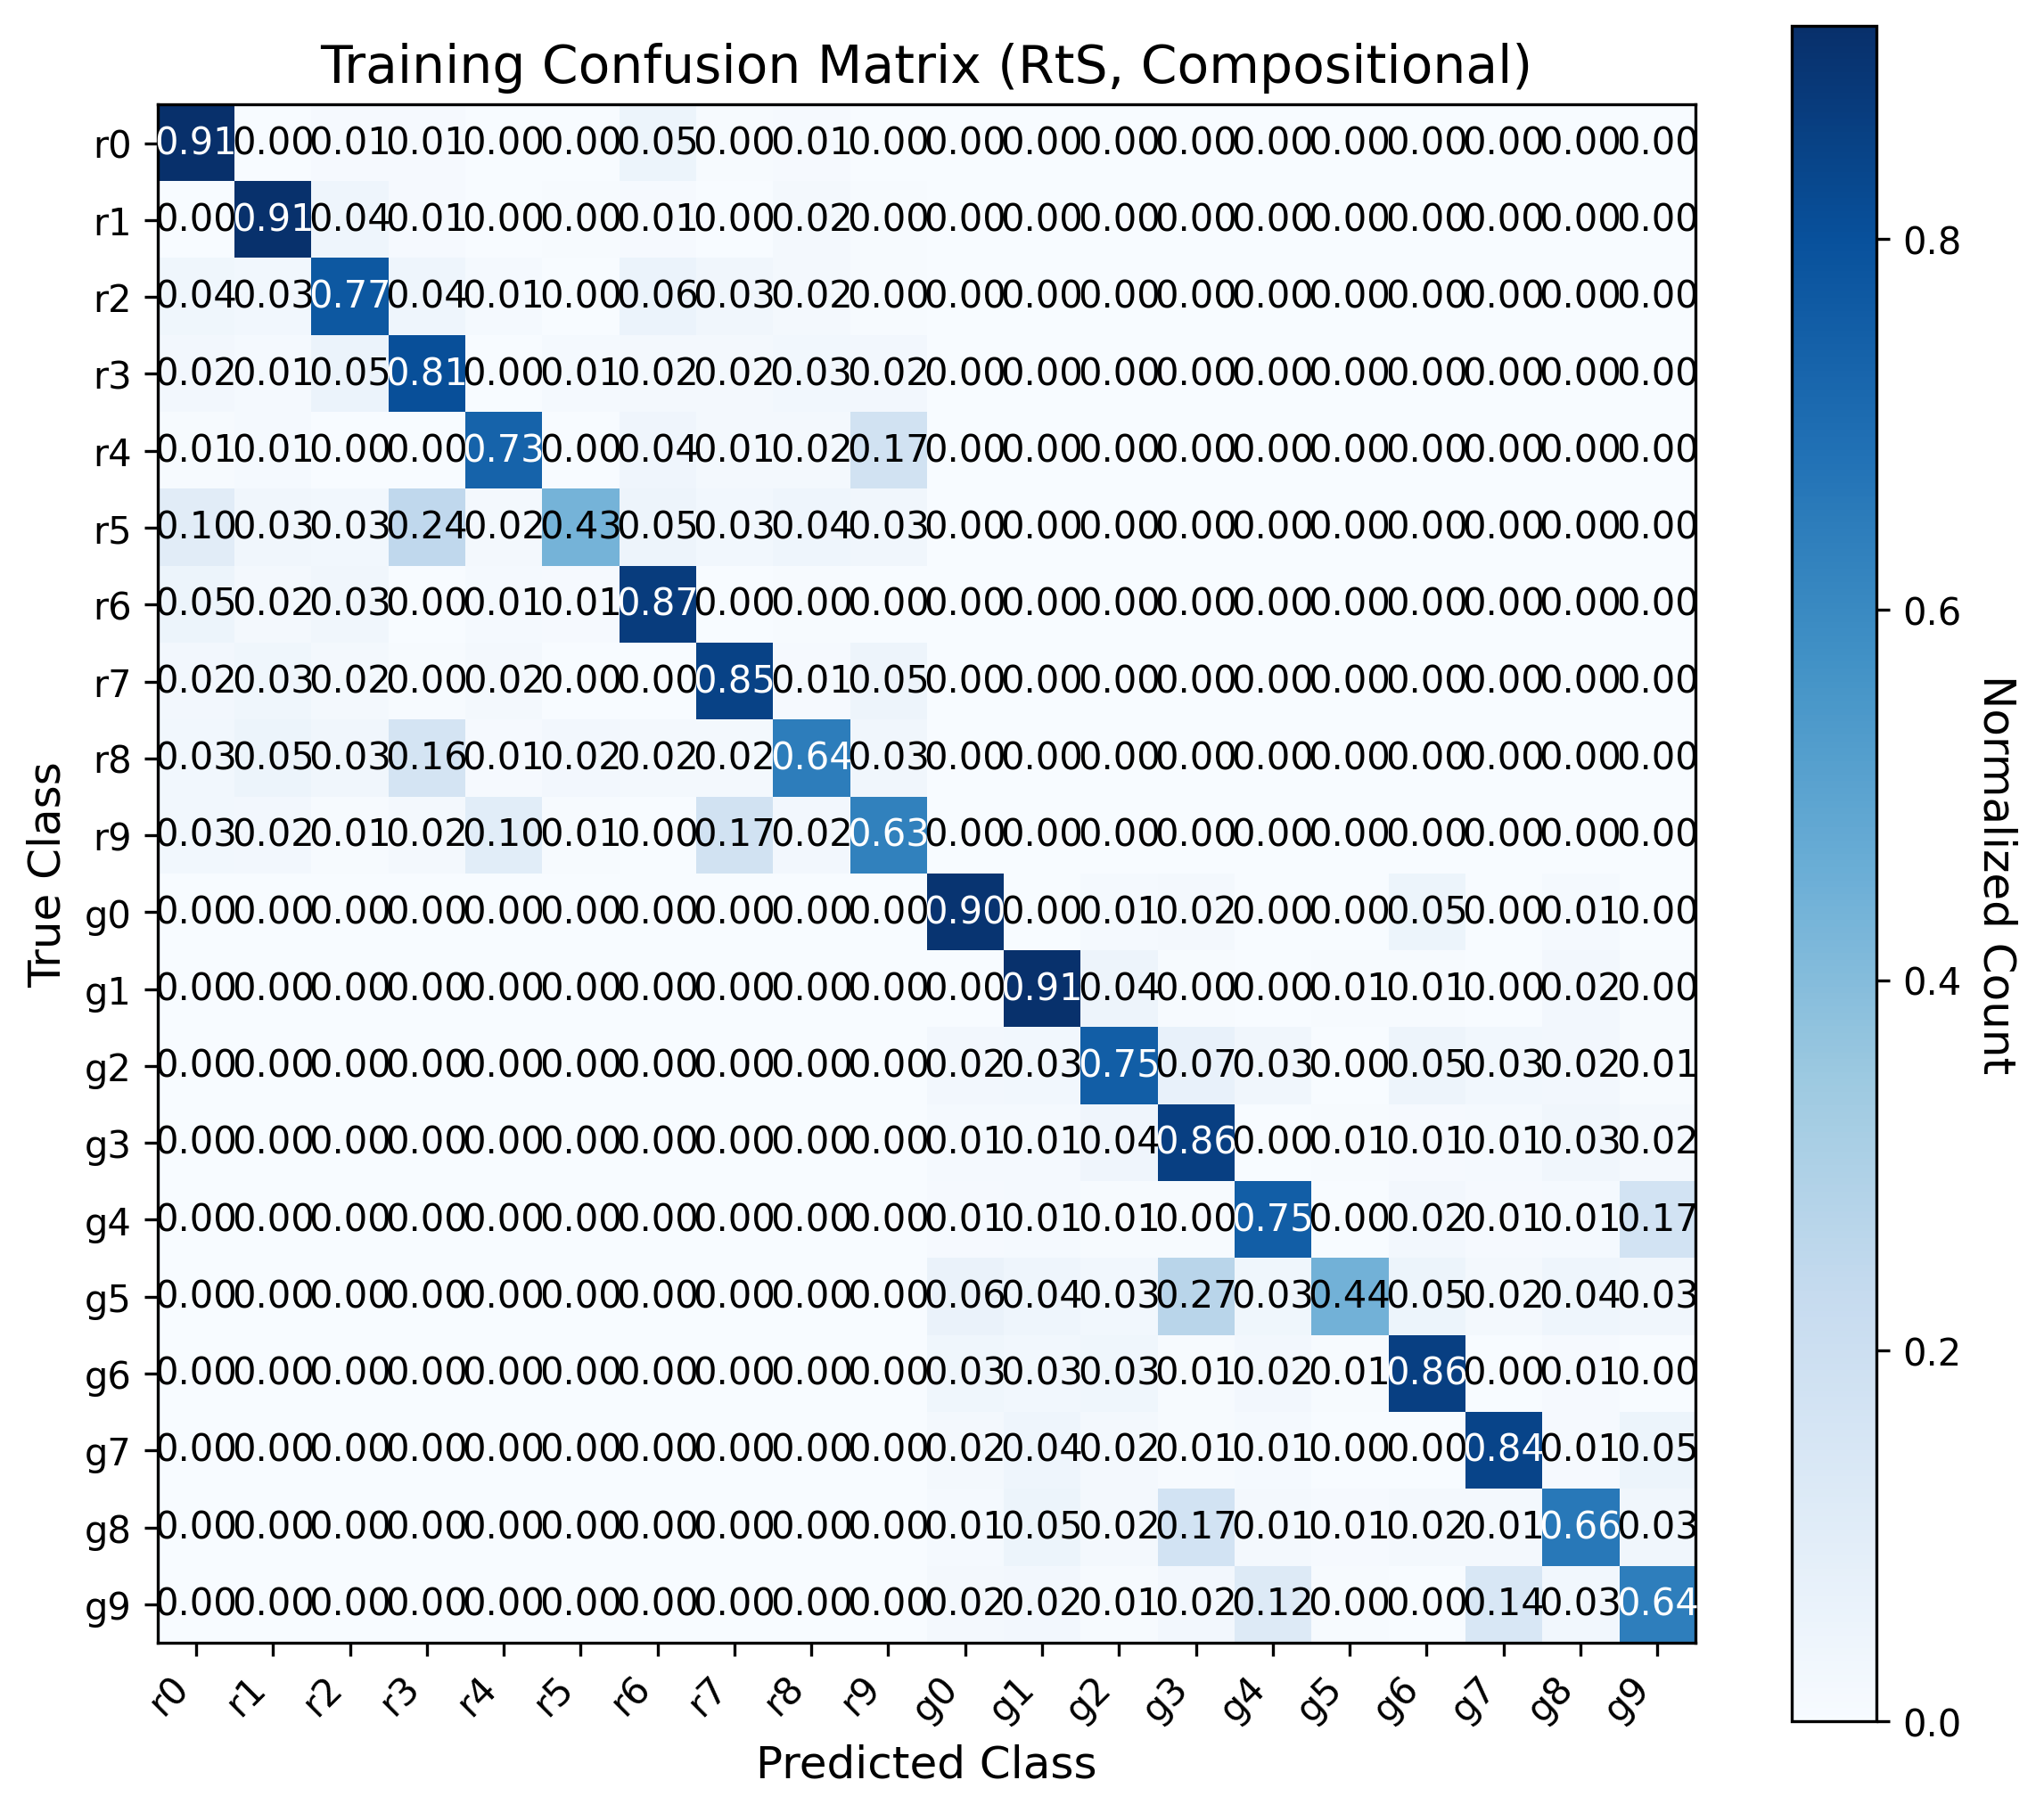 Training Confusion Matrix (RtS, Compositional)
r0 0.91 0.00 0.01 0.01 0.00 0.00 0.05 0.00 0.01 0.00 0.00 0.00 0.00 0.00 0.00 0.00 0.00 0.00 0.00 0.00
r1 0.00 0.91 0.04 0.01 0.00 0.00 0.01 0.00 0.02 0.00 0.00 0.00 0.00 0.00 0.00 0.00 0.00 0.00 0.00 0.00
r2 0.04 0.03 0.77 0.04 0.01 0.00 0.06 0.03 0.02 0.00 0.00 0.00 0.00 0.00 0.00 0.00 0.00 0.00 0.00 0.00
r3 0.02 0.01 0.05 0.81 0.00 0.01 0.02 0.02 0.03 0.02 0.00 0.00 0.00 0.00 0.00 0.00 0.00 0.00 0.00 0.00
r4 0.01 0.01 0.00 0.00 0.73 0.00 0.04 0.01 0.02 0.17 0.00 0.00 0.00 0.00 0.00 0.00 0.00 0.00 0.00 0.00
r5 0.10 0.03 0.03 0.24 0.02 0.43 0.05 0.03 0.04 0.03 0.00 0.00 0.00 0.00 0.00 0.00 0.00 0.00 0.00 0.00
r6 0.05 0.02 0.03 0.00 0.01 0.01 0.87 0.00 0.00 0.00 0.00 0.00 0.00 0.00 0.00 0.00 0.00 0.00 0.00 0.00
r7 0.02 0.03 0.02 0.00 0.02 0.00 0.00 0.85 0.01 0.05 0.00 0.00 0.00 0.00 0.00 0.00 0.00 0.00 0.00 0.00
r8 0.03 0.05 0.03 0.16 0.01 0.02 0.02 0.02 0.64 0.03 0.00 0.00 0.00 0.00 0.00 0.00 0.00 0.00 0.00 0.00
r9 0.03 0.02 0.01 0.02 0.10 0.01 0.00 0.17 0.02 0.63 0.00 0.00 0.00 0.00 0.00 0.00 0.00 0.00 0.00 0.00
g0 0.00 0.00 0.00 0.00 0.00 0.00 0.00 0.00 0.00 0.00 0.90 0.00 0.01 0.02 0.00 0.00 0.05 0.00 0.01 0.00
g1 0.00 0.00 0.00 0.00 0.00 0.00 0.00 0.00 0.00 0.00 0.00 0.91 0.04 0.00 0.00 0.01 0.01 0.00 0.02 0.00
g2 0.00 0.00 0.00 0.00 0.00 0.00 0.00 0.00 0.00 0.00 0.02 0.03 0.75 0.07 0.03 0.00 0.05 0.03 0.02 0.01
g3 0.00 0.00 0.00 0.00 0.00 0.00 0.00 0.00 0.00 0.00 0.01 0.01 0.04 0.86 0.00 0.01 0.01 0.01 0.03 0.02
g4 0.00 0.00 0.00 0.00 0.00 0.00 0.00 0.00 0.00 0.00 0.01 0.01 0.01 0.00 0.75 0.00 0.02 0.01 0.01 0.17
g5 0.00 0.00 0.00 0.00 0.00 0.00 0.00 0.00 0.00 0.00 0.06 0.04 0.03 0.27 0.03 0.44 0.05 0.02 0.04 0.03
g6 0.00 0.00 0.00 0.00 0.00 0.00 0.00 0.00 0.00 0.00 0.03 0.03 0.03 0.01 0.02 0.01 0.86 0.00 0.01 0.00
g7 0.00 0.00 0.00 0.00 0.00 0.00 0.00 0.00 0.00 0.00 0.02 0.04 0.02 0.01 0.01 0.00 0.00 0.84 0.01 0.05
g8 0.00 0.00 0.00 0.00 0.00 0.00 0.00 0.00 0.00 0.00 0.01 0.05 0.02 0.17 0.01 0.01 0.02 0.01 0.66 0.03
g9 0.00 0.00 0.00 0.00 0.00 0.00 0.00 0.00 0.00 0.00 0.02 0.02 0.01 0.02 0.12 0.00 0.00 0.14 0.03 0.64
r0 r1 r2 r3 r4 r5 r6 r7 r8 r9 g0 g1 g2 g3 g4 g5 g6 g7 g8 g9
Predicted Class
True Class
0.8
0.6
0.4
0.2
0.0
Normalized Count